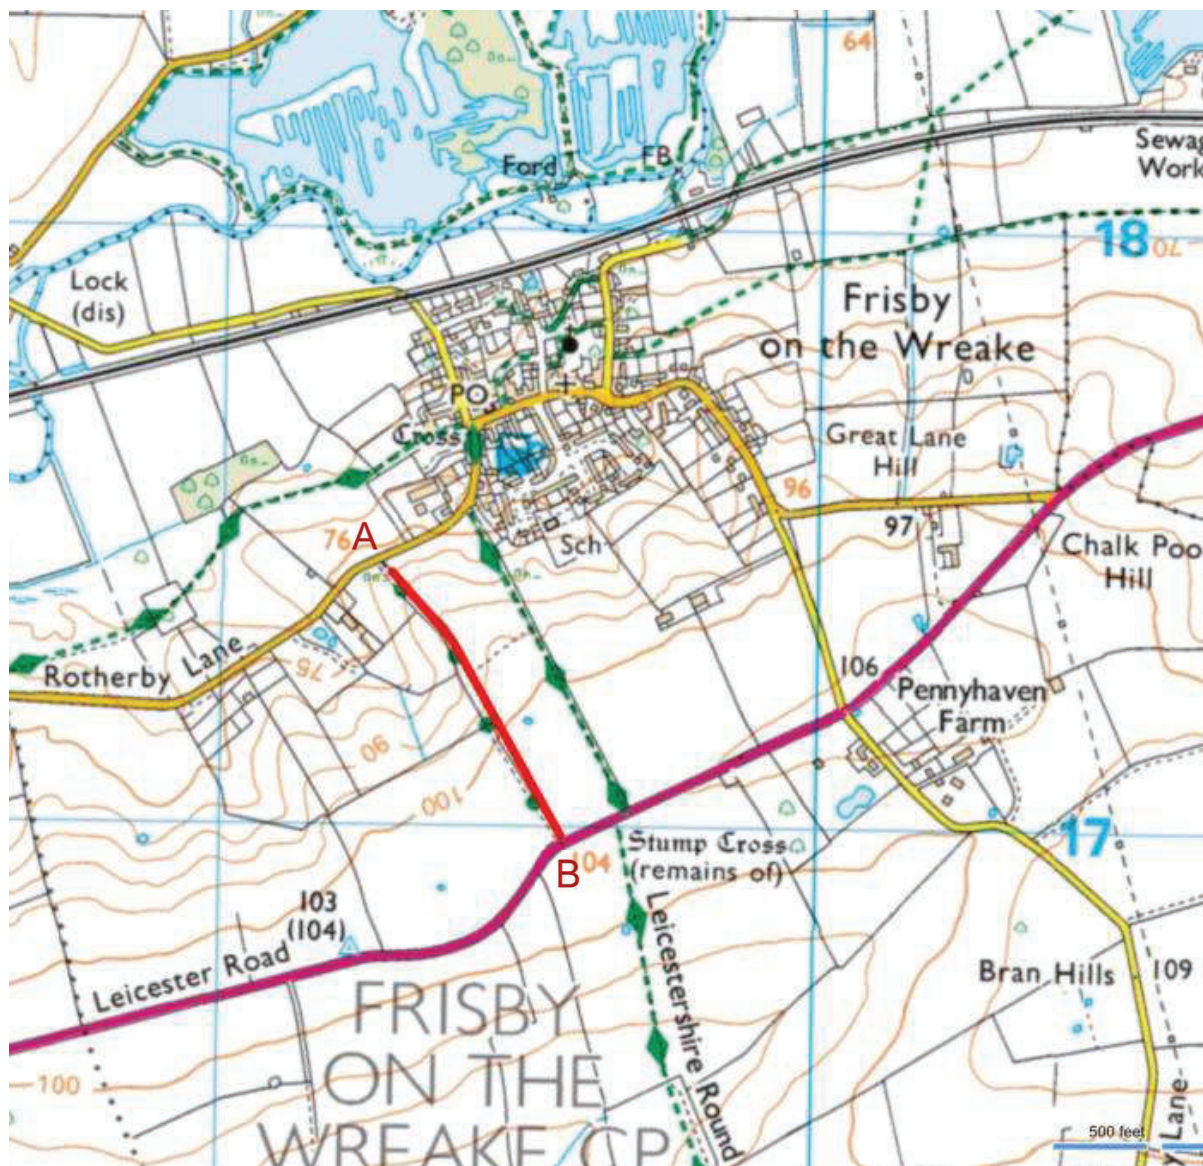 64
Ford
FB
Sewag
Work
18
70
Lock
(dis)
Frisby
on the Wreake
PO
Cross
Great Lane
Hill
96
97
76
A
Sch
Chalk Poo
Hill
Rotherby Lane
75
106
Pennyhaven
Farm
90
100
17
Stump Cross
(remains of)
B
104
103
(104)
Leicester Road
Leicestershire Round
Bran Hills
109
FRISBY
ON THE
WREAKE CP
100
500 feet
y Lane